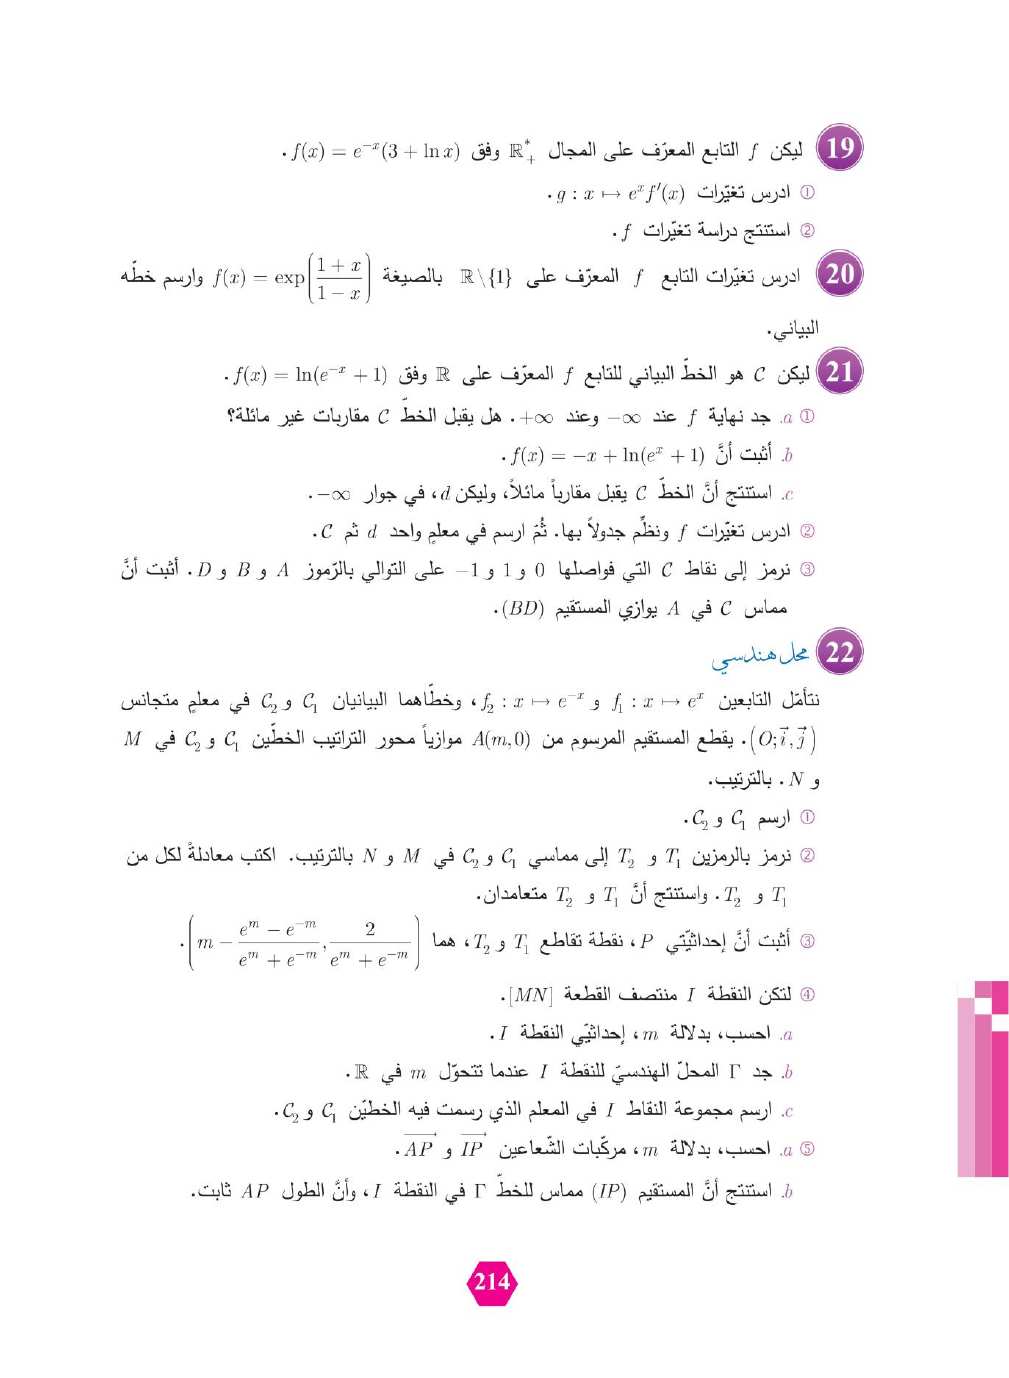 19 ليكن f التابع المعرّف على المجال ℝ₊* وفق f(x) = e⁻ˣ(3 + ln x) .
① ادرس تغيّرات g : x ↦ eˣf′(x) .
② استنتج دراسة تغيّرات f .
20 ادرس تغيّرات التابع f المعرّف على ℝ\{1} بالصيغة f(x) = exp((1 + x)/(1 − x)) وارسم خطّه
البياني.
21 ليكن C هو الخطّ البياني للتابع f المعرّف على ℝ وفق f(x) = ln(e⁻ˣ + 1) .
① a. جد نهاية f عند −∞ وعند +∞ . هل يقبل الخطّ C مقاربات غير مائلة؟
b. أثبت أنَّ f(x) = −x + ln(eˣ + 1) .
c. استنتج أنَّ الخطّ C يقبل مقارباً مائلاً، وليكن d ، في جوار −∞ .
② ادرس تغيّرات f ونظِّم جدولاً بها. ثُمّ ارسم في معلمٍ واحد d ثم C .
③ نرمز إلى نقاط C التي فواصلها 0 و 1 و −1 على التوالي بالرّموز A و B و D . أثبت أنَّ
مماس C في A يوازي المستقيم (BD).
22 محل هندسي
نتأمّل التابعين f₁ : x ↦ eˣ و f₂ : x ↦ e⁻ˣ ، وخطّاهما البيانيان C₁ و C₂ في معلمٍ متجانس
(O; i⃗, j⃗) . يقطع المستقيم المرسوم من A(m,0) موازياً محور التراتيب الخطّين C₁ و C₂ في M
و N . بالترتيب.
① ارسم C₁ و C₂ .
② نرمز بالرمزين T₁ و T₂ إلى مماسي C₁ و C₂ في M و N بالترتيب. اكتب معادلةً لكل من
T₁ و T₂ . واستنتج أنَّ T₁ و T₂ متعامدان.
③ أثبت أنَّ إحداثيّتي P ، نقطة تقاطع T₁ و T₂ ، هما (m − (eᵐ − e⁻ᵐ)/(eᵐ + e⁻ᵐ), 2/(eᵐ + e⁻ᵐ)) .
④ لتكن النقطة I منتصف القطعة [MN].
a. احسب، بدلالة m ، إحداثيّي النقطة I .
b. جد Γ المحلّ الهندسيّ للنقطة I عندما تتحوّل m في ℝ .
c. ارسم مجموعة النقاط I في المعلم الذي رسمت فيه الخطيّن C₁ و C₂ .
⑤ a. احسب، بدلالة m ، مركّبات الشّعاعين I͞P⃗ و A͞P⃗ .
b. استنتج أنَّ المستقيم (IP) مماس للخطّ Γ في النقطة I ، وأنَّ الطول AP ثابت.
214